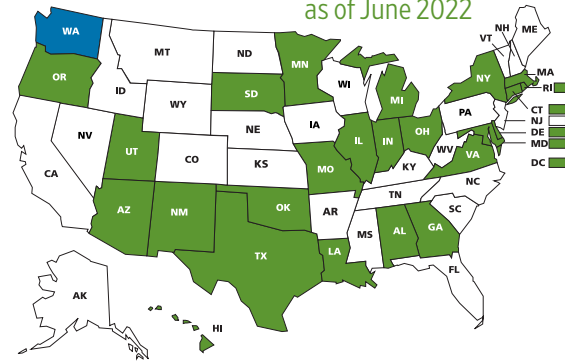 as of June 2022
WA
MT
ND
MN
VT
NH
ME
OR
ID
WY
SD
WI
MI
NY
MA
RI
CT
NJ
DE
MD
DC
NV
UT
CO
NE
IA
IL
IN
OH
PA
WV
VA
CA
KS
MO
KY
NC
TN
SC
AZ
NM
OK
AR
MS
AL
GA
TX
LA
FL
AK
HI